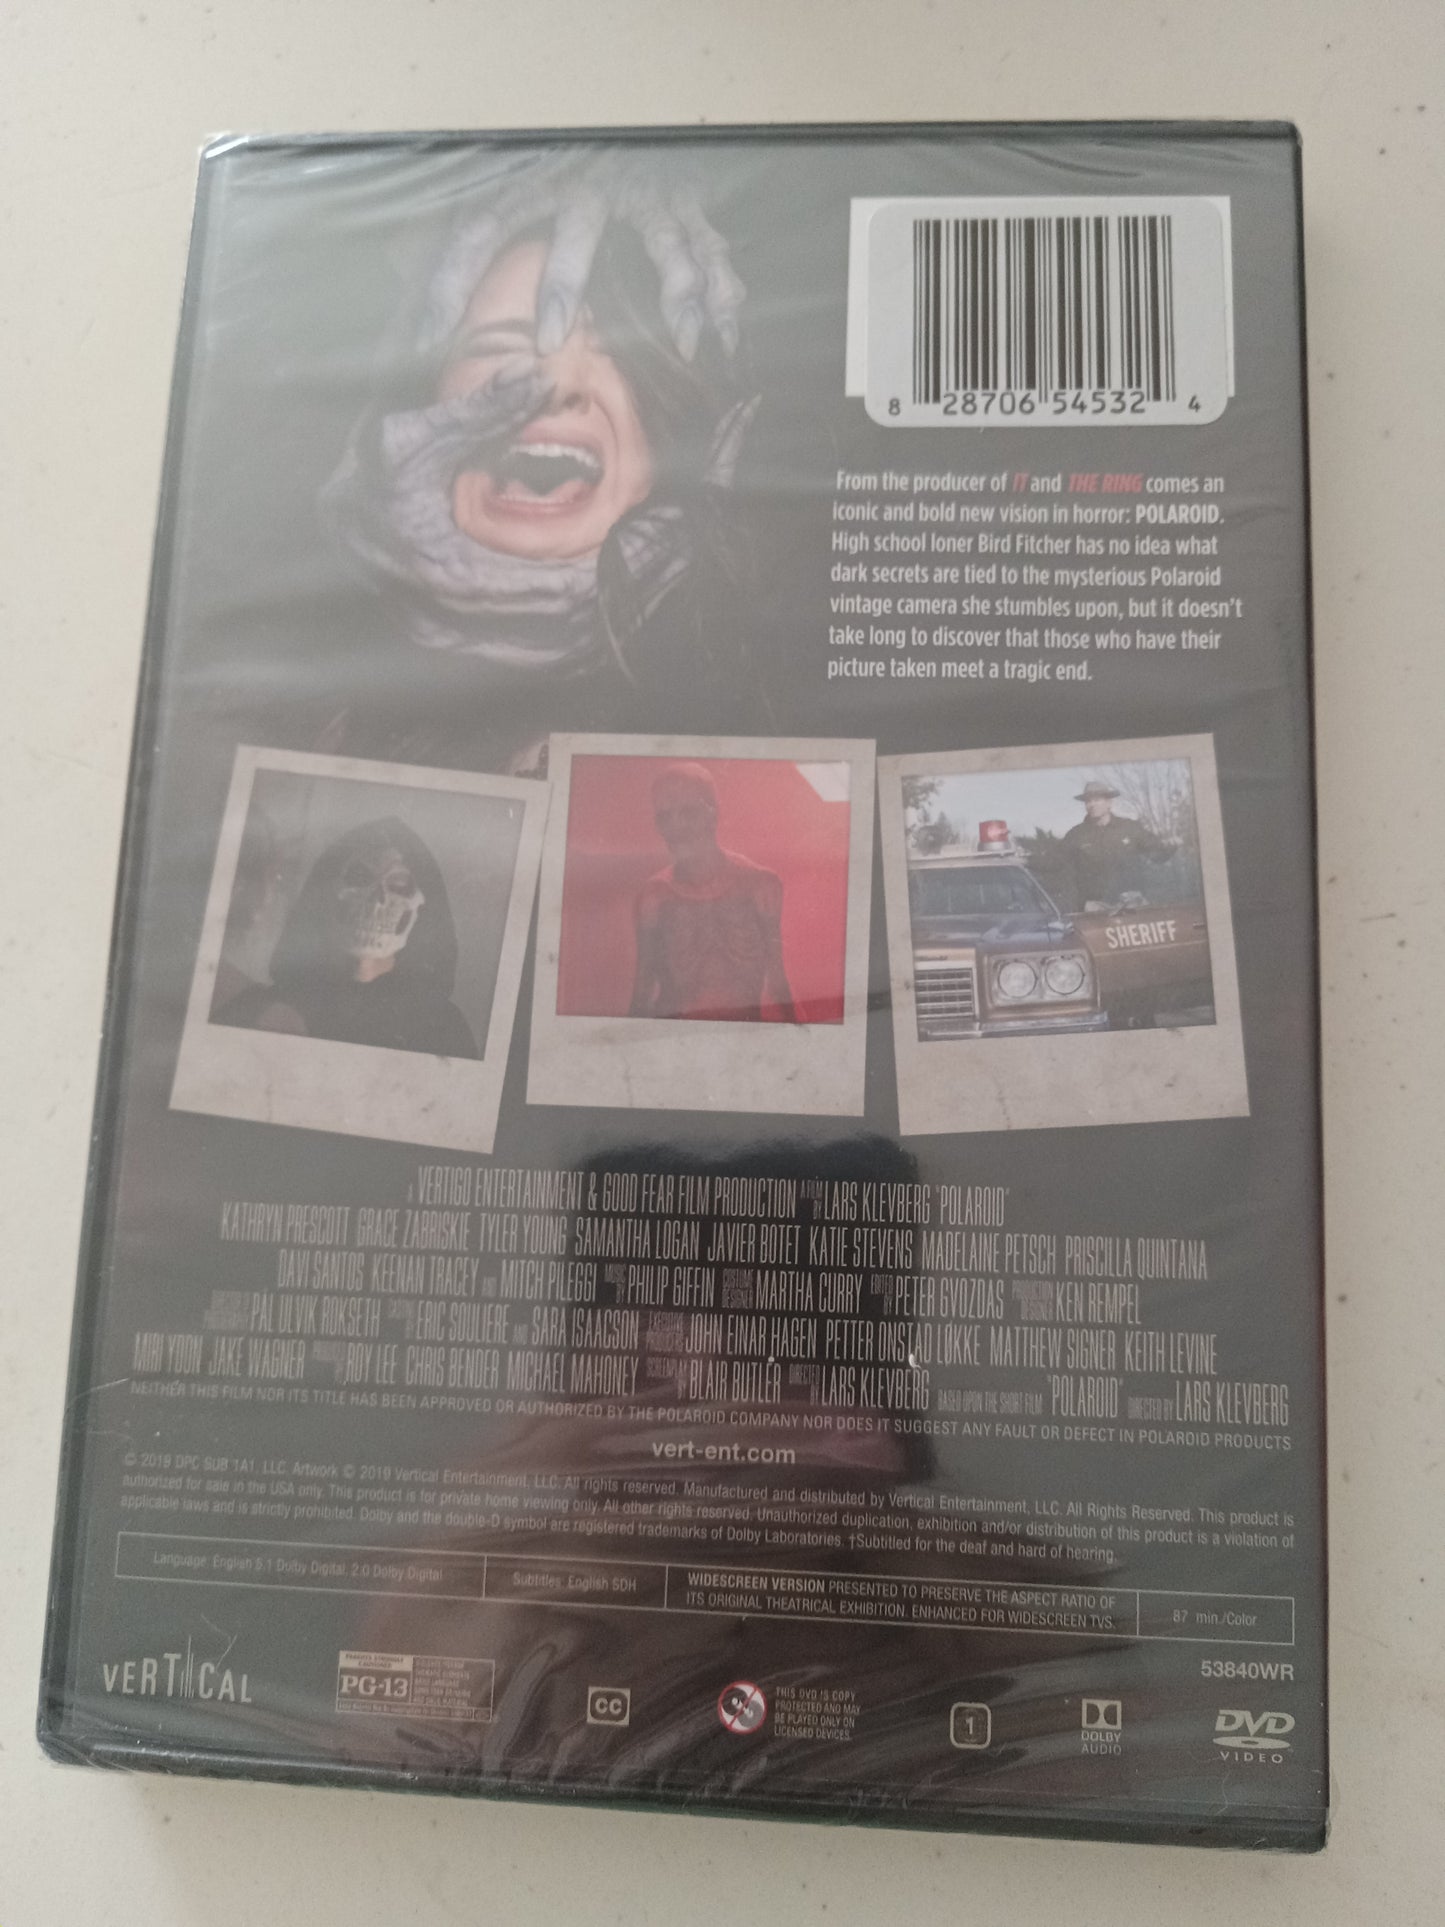 8 28706 54532 4
From the producer of IT and THE RING comes an
iconic and bold new vision in horror: POLAROID.
High school loner Bird Fitcher has no idea what
dark secrets are tied to the mysterious Polaroid
vintage camera she stumbles upon, but it doesn't
take long to discover that those who have their
picture taken meet a tragic end.
SHERIFF
A VERTIGO ENTERTAINMENT & GOOD FEAR FILM PRODUCTION A FILM BY LARS KLEVBERG "POLAROID"
KATHRYN PRESCOTT GRACE ZABRISKIE TYLER YOUNG SAMANTHA LOGAN JAVIER BOTET KATIE STEVENS MADELAINE PETSCH PRISCILLA QUINTANA
DAVI SANTOS KEENAN TRACEY AND MITCH PILEGGI MUSIC BY PHILIP GIFFIN COSTUME DESIGNER MARTHA CURRY EDITED BY PETER GVOZDAS PRODUCTION DESIGNER KEN REMPEL
PÅL ULVIK ROKSETH CASTING BY ERIC SOULIERE AND SARA ISAACSON EXECUTIVE PRODUCERS JOHN EINAR HAGEN PETTER ONSTAD LØKKE MATTHEW SIGNER KEITH LEVINE
MIRI YOON JAKE WAGNER PRODUCED BY ROY LEE CHRIS BENDER MICHAEL MAHONEY SCREENPLAY BY BLAIR BUTLER DIRECTED BY LARS KLEVBERG BASED UPON THE SHORT FILM "POLAROID" DIRECTED BY LARS KLEVBERG
NEITHER THIS FILM NOR ITS TITLE HAS BEEN APPROVED OR AUTHORIZED BY THE POLAROID COMPANY NOR DOES IT SUGGEST ANY FAULT OR DEFECT IN POLAROID PRODUCTS
vert-ent.com
© 2019 DPC SUB 1A1, LLC. Artwork © 2019 Vertical Entertainment, LLC. All rights reserved. Manufactured and distributed by Vertical Entertainment, LLC. All Rights Reserved. This product is
authorized for sale in the USA only. This product is for private home viewing only. All other rights reserved. Unauthorized duplication, exhibition and/or distribution of this product is a violation of
applicable laws and is strictly prohibited. Dolby and the double-D symbol are registered trademarks of Dolby Laboratories. †Subtitled for the deaf and hard of hearing.
Language: English 5.1 Dolby Digital, 2.0 Dolby Digital
Subtitles: English SDH
WIDESCREEN VERSION PRESENTED TO PRESERVE THE ASPECT RATIO OF
ITS ORIGINAL THEATRICAL EXHIBITION. ENHANCED FOR WIDESCREEN TVS.
87 min./Color
53840WR
VERTICAL
PARENTS STRONGLY CAUTIONED
PG-13
CC
THIS DVD IS COPY
PROTECTED AND MAY
BE PLAYED ONLY ON
LICENSED DEVICES.
1
DOLBY
AUDIO
DVD
VIDEO